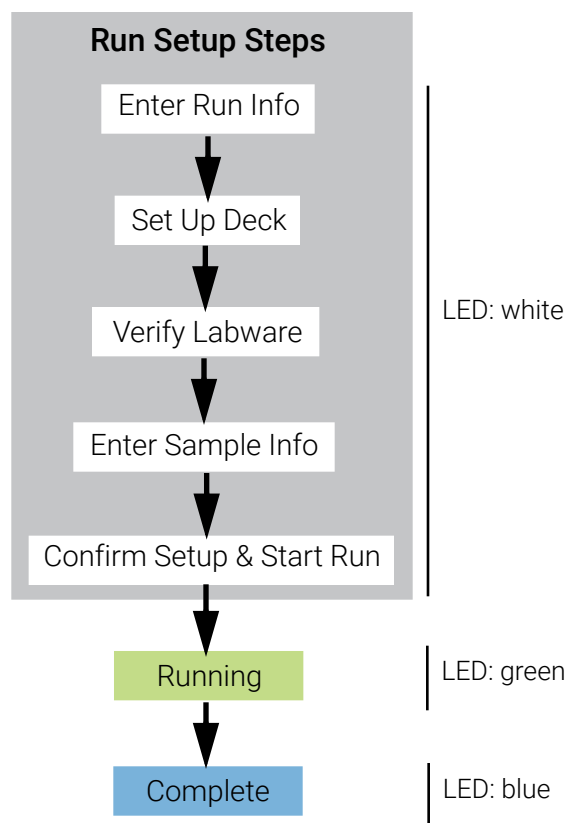 Run Setup Steps
Enter Run Info
Set Up Deck
Verify Labware
LED: white
Enter Sample Info
Confirm Setup & Start Run
Running
LED: green
Complete
LED: blue